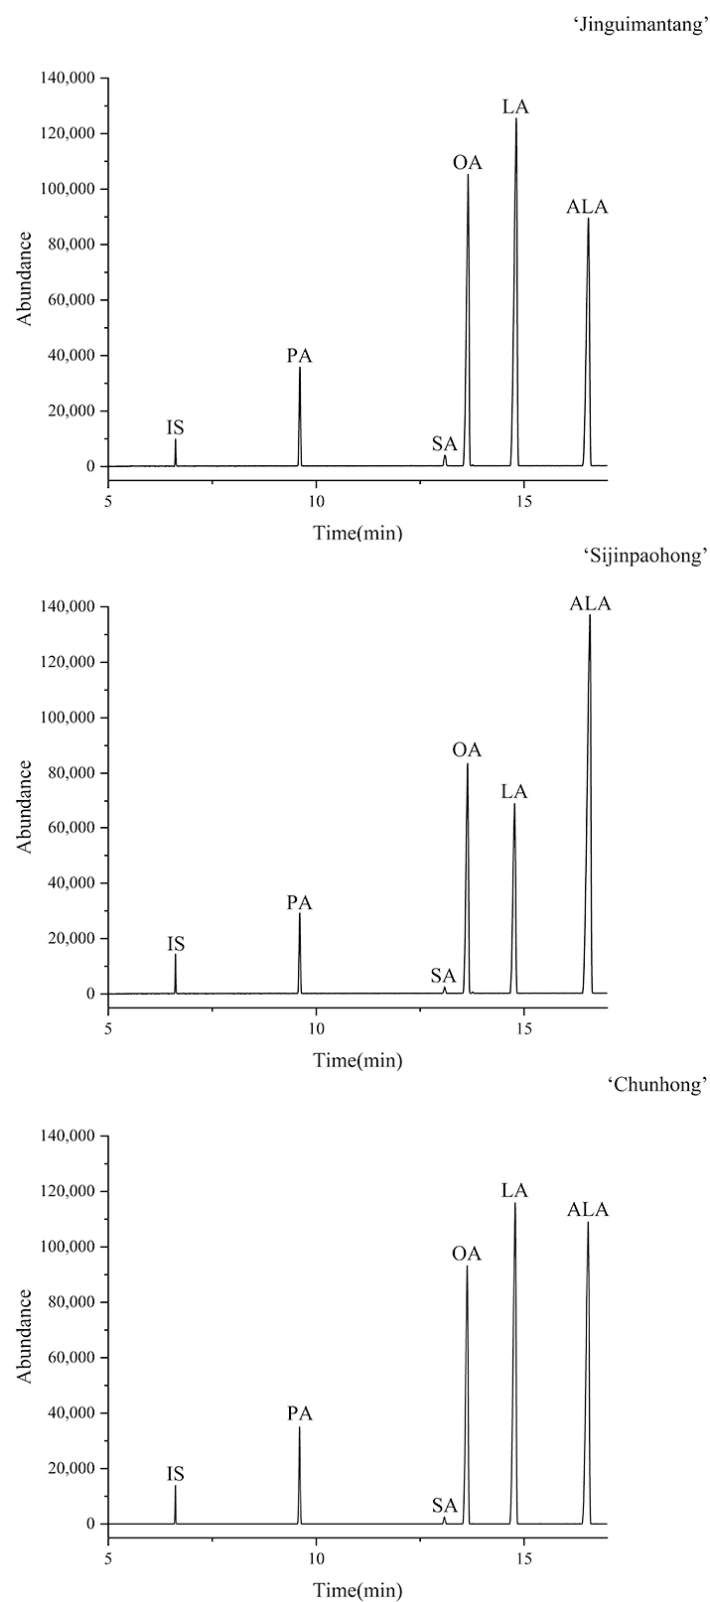 ‘Jinguimantang’
140,000
120,000
100,000
80,000
60,000
40,000
20,000
0
Abundance
IS
PA
SA
OA
LA
ALA
5
10
15
Time(min)
‘Sijinpaohong’
140,000
120,000
100,000
80,000
60,000
40,000
20,000
0
Abundance
IS
PA
SA
OA
LA
ALA
5
10
15
Time(min)
‘Chunhong’
140,000
120,000
100,000
80,000
60,000
40,000
20,000
0
Abundance
IS
PA
SA
OA
LA
ALA
5
10
15
Time(min)